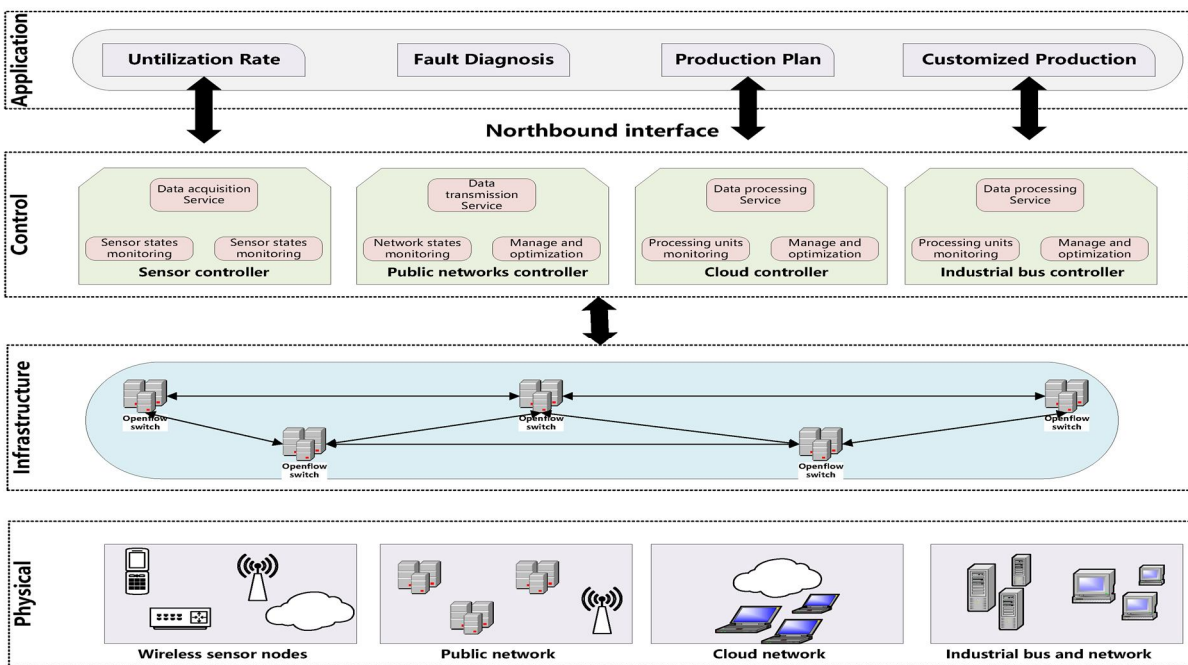 Application
Untilization Rate
Fault Diagnosis
Production Plan
Customized Production
Northbound interface
Control
Data acquisition
Service
Sensor states
monitoring
Sensor states
monitoring
Sensor controller
Data
transmission
Service
Network states
monitoring
Manage and
optimization
Public networks controller
Data processing
Service
Processing units
monitoring
Manage and
optimization
Cloud controller
Data processing
Service
Processing units
monitoring
Manage and
optimization
Industrial bus controller
Infrastructure
Openflow
switch
Openflow
switch
Openflow
switch
Openflow
switch
Openflow
switch
Physical
Wireless sensor nodes
Public network
Cloud network
Industrial bus and network